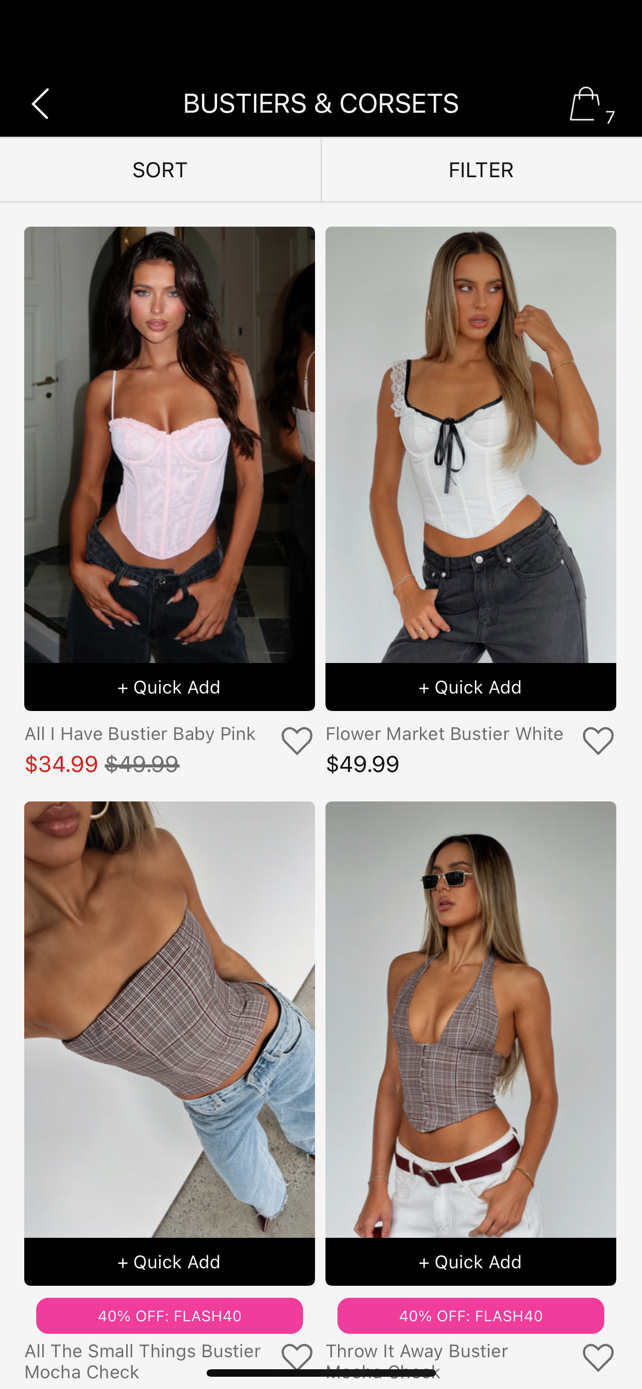 BUSTIERS & CORSETS
7
SORT
FILTER
+ Quick Add
+ Quick Add
All I Have Bustier Baby Pink
$34.99 $49.99
Flower Market Bustier White
$49.99
+ Quick Add
+ Quick Add
40% OFF: FLASH40
40% OFF: FLASH40
All The Small Things Bustier
Mocha Check
Throw It Away Bustier
Mocha Check